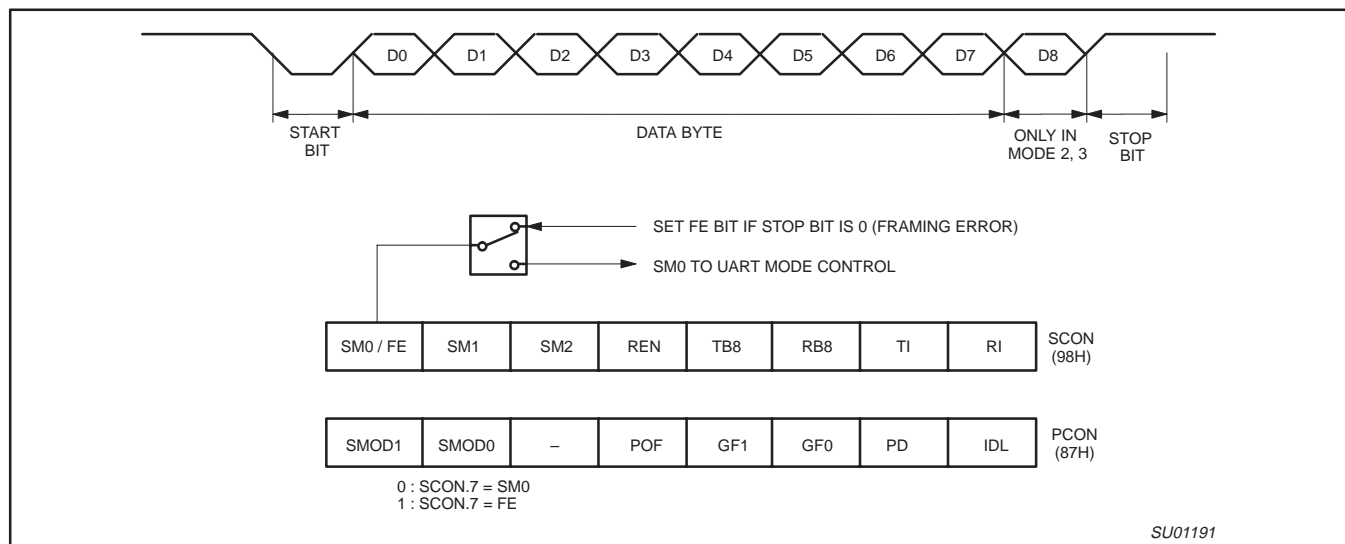 D0 D1 D2 D3 D4 D5 D6 D7 D8
START
BIT
DATA BYTE
ONLY IN
MODE 2, 3
STOP
BIT
SET FE BIT IF STOP BIT IS 0 (FRAMING ERROR)
SM0 TO UART MODE CONTROL
SM0 / FE SM1 SM2 REN TB8 RB8 TI RI
SCON
(98H)
SMOD1 SMOD0 – POF GF1 GF0 PD IDL
PCON
(87H)
0 : SCON.7 = SM0
1 : SCON.7 = FE
SU01191